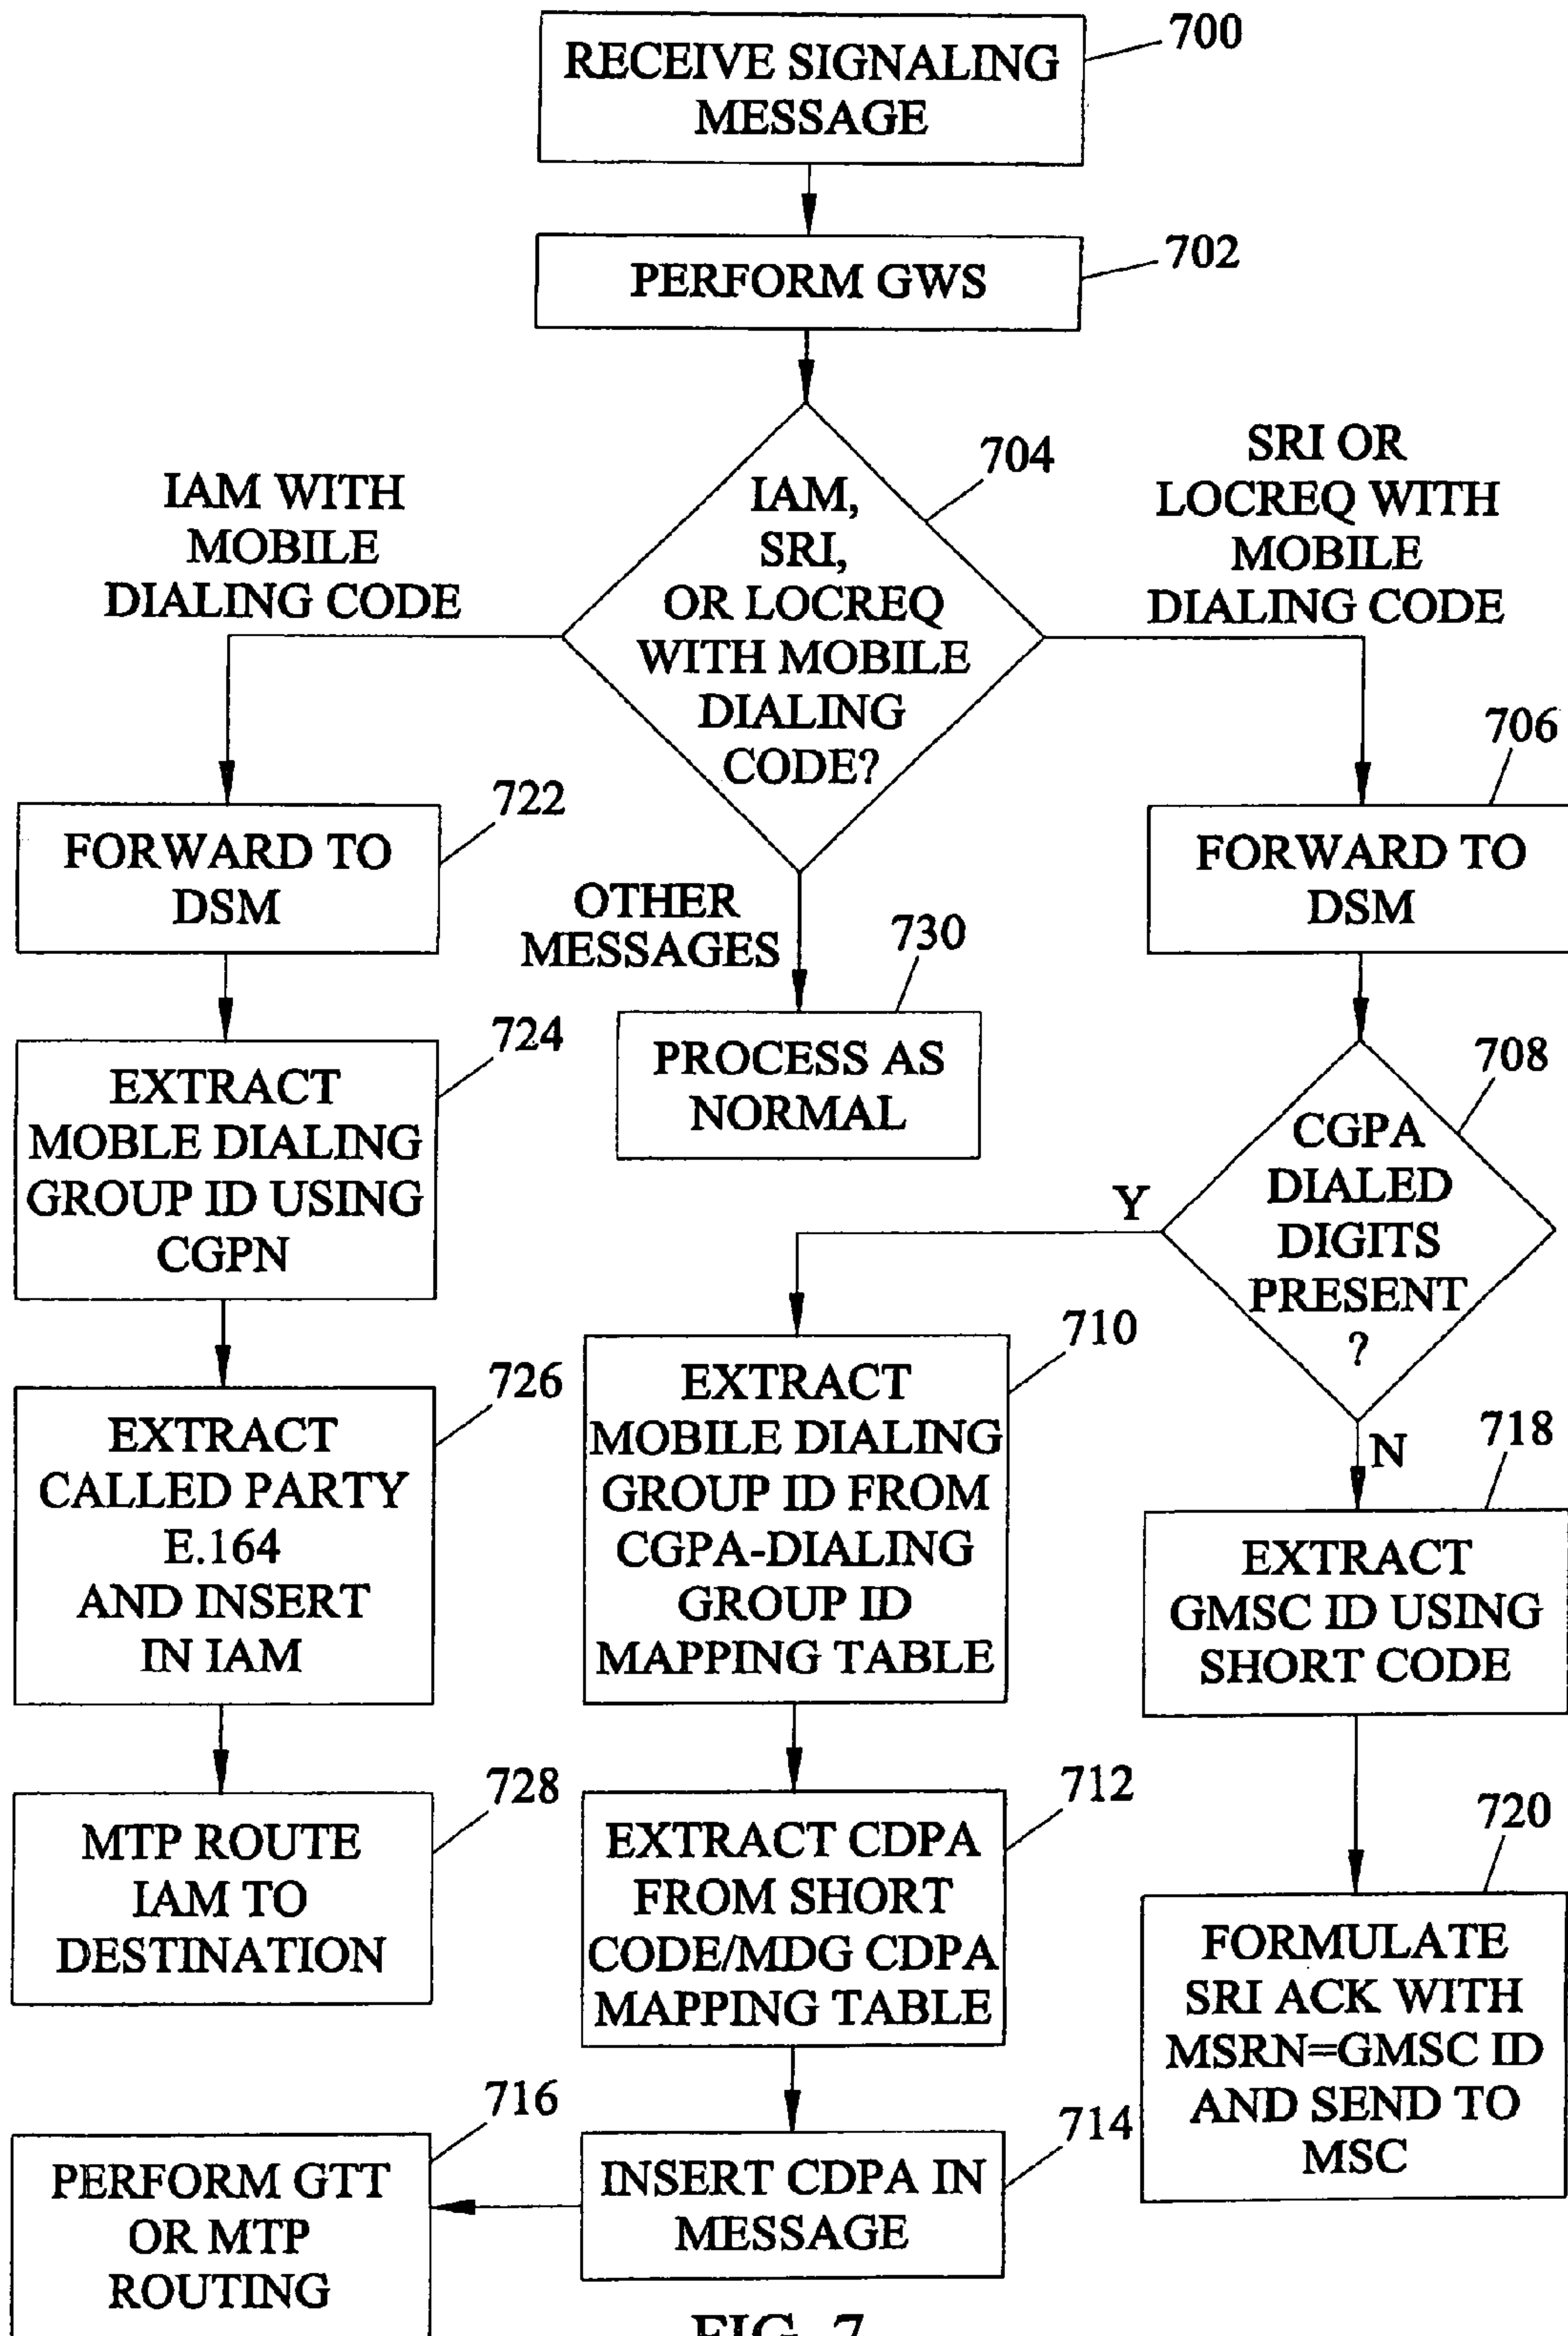 700
RECEIVE SIGNALING
MESSAGE
702
PERFORM GWS
704
IAM,
SRI,
OR LOCREQ
WITH MOBILE
DIALING
CODE?
IAM WITH
MOBILE
DIALING CODE
SRI OR
LOCREQ WITH
MOBILE
DIALING CODE
722
FORWARD TO
DSM
724
EXTRACT
MOBLE DIALING
GROUP ID USING
CGPN
726
EXTRACT
CALLED PARTY
E.164
AND INSERT
IN IAM
728
MTP ROUTE
IAM TO
DESTINATION
OTHER
MESSAGES
730
PROCESS AS
NORMAL
706
FORWARD TO
DSM
708
CGPA
DIALED
DIGITS
PRESENT
?
Y
710
EXTRACT
MOBILE DIALING
GROUP ID FROM
CGPA-DIALING
GROUP ID
MAPPING TABLE
712
EXTRACT CDPA
FROM SHORT
CODE/MDG CDPA
MAPPING TABLE
714
INSERT CDPA IN
MESSAGE
716
PERFORM GTT
OR MTP
ROUTING
N
718
EXTRACT
GMSC ID USING
SHORT CODE
720
FORMULATE
SRI ACK WITH
MSRN=GMSC ID
AND SEND TO
MSC
FIG. 7